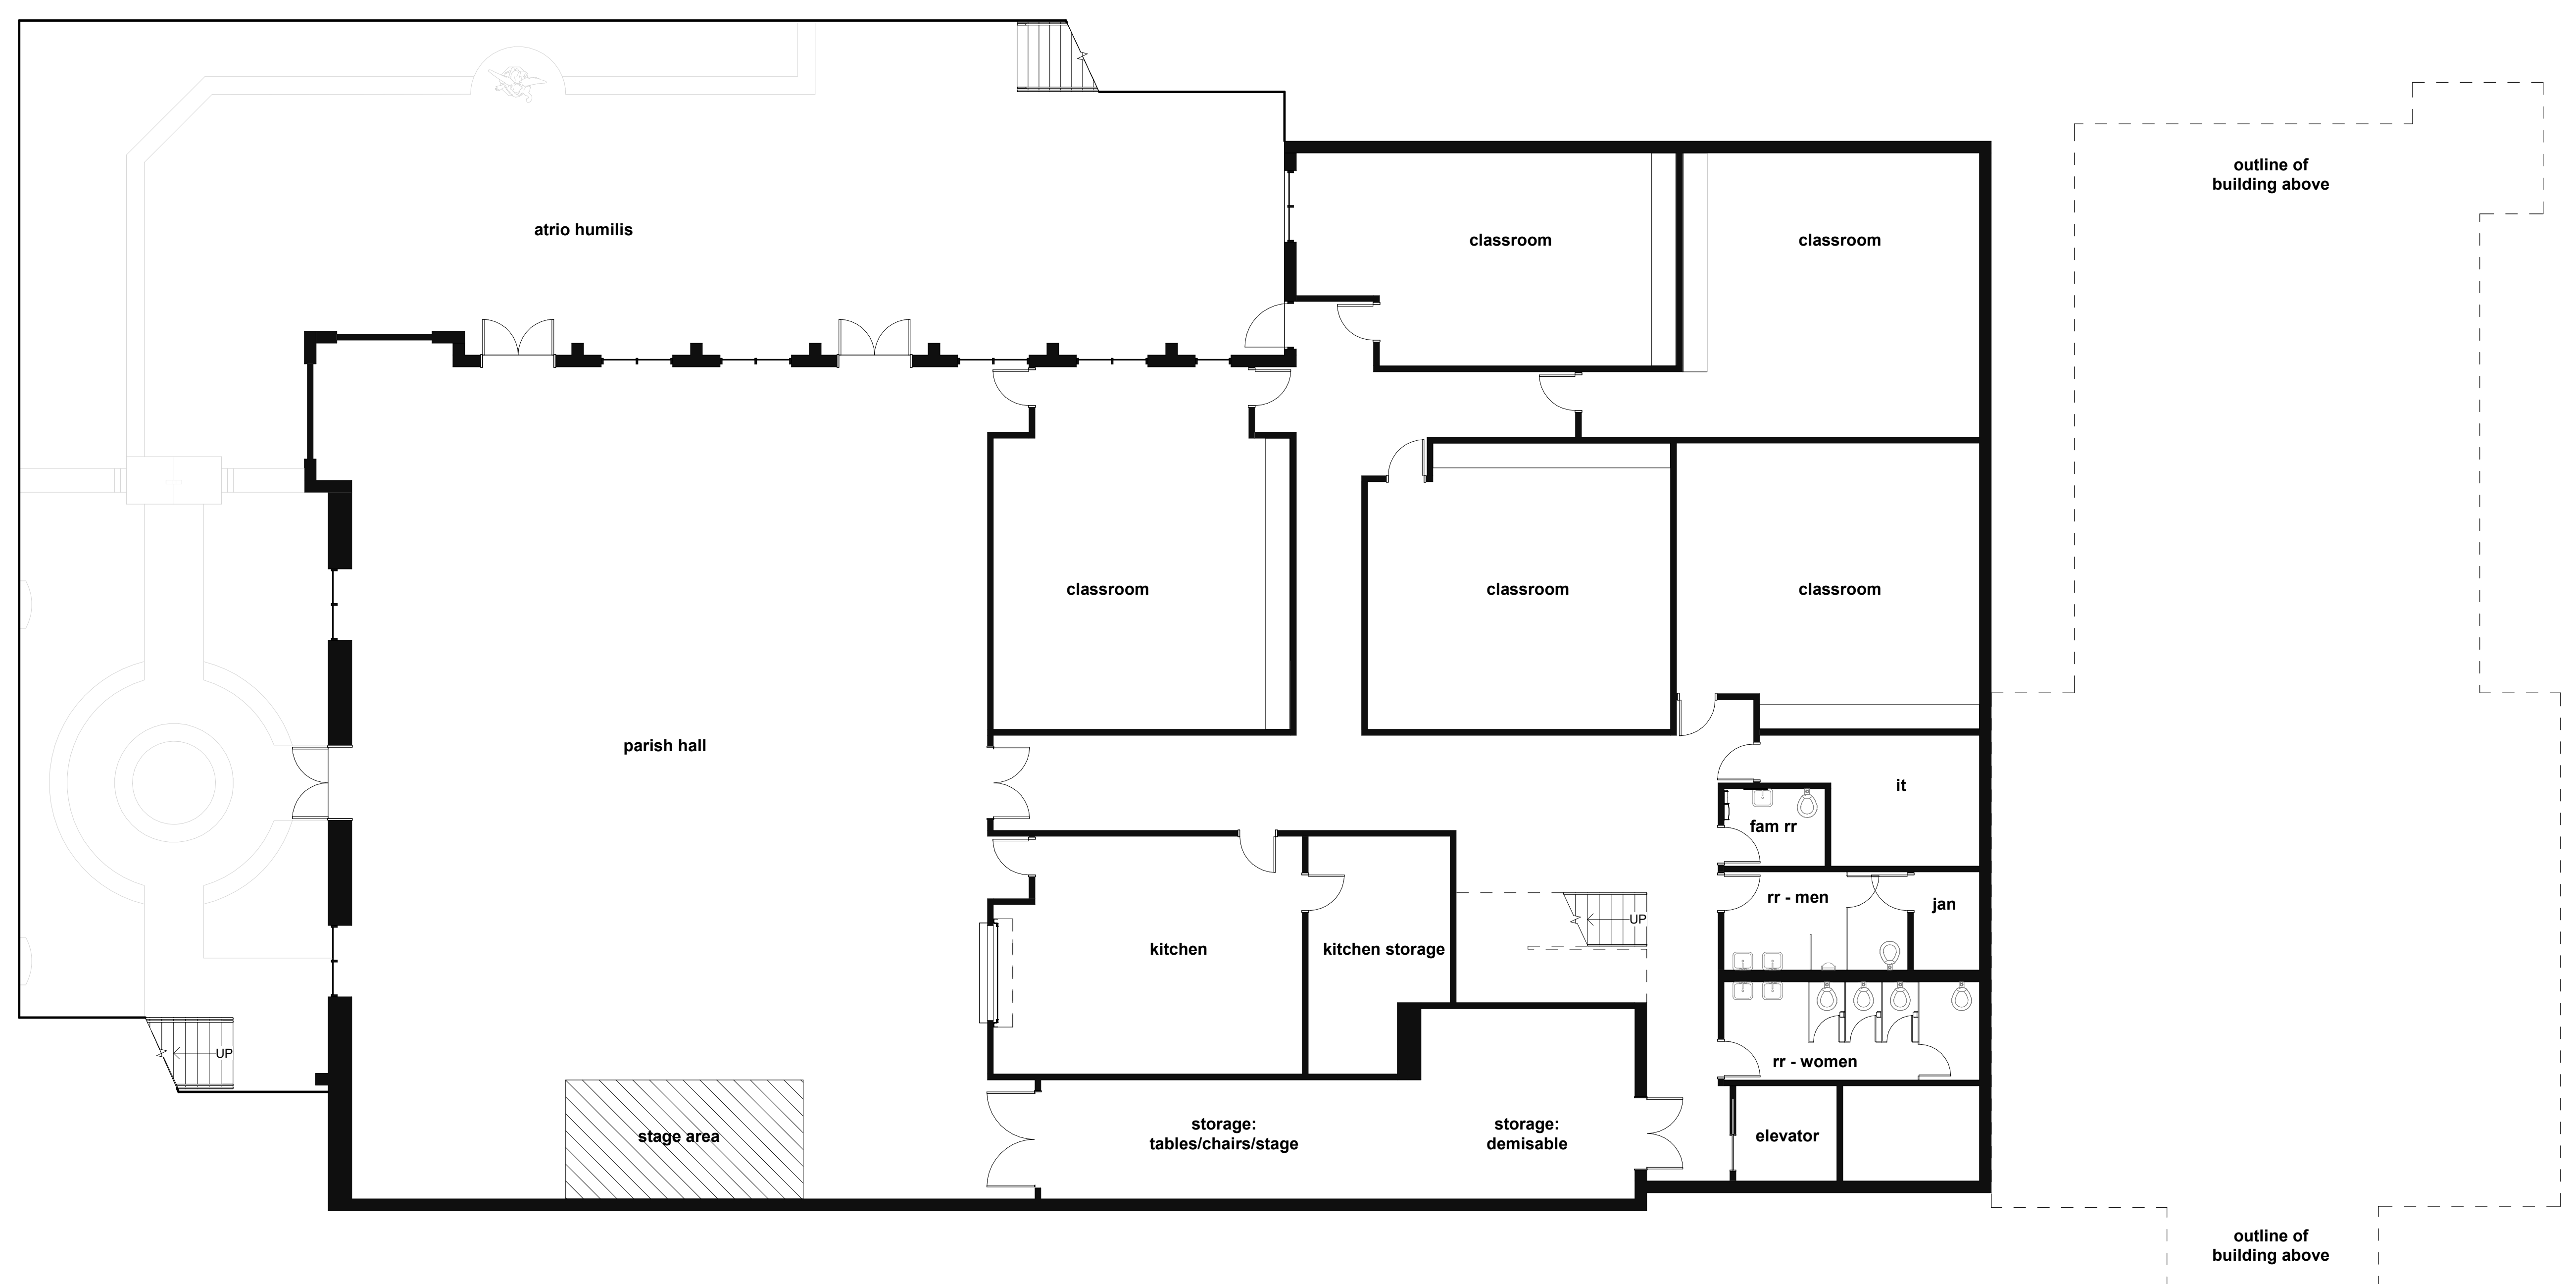 outline of
building above
atrio humilis
classroom
classroom
classroom
classroom
classroom
parish hall
it
fam rr
rr - men
jan
UP
kitchen
kitchen storage
UP
rr - women
stage area
storage:
tables/chairs/stage
storage:
demisable
elevator
outline of
building above